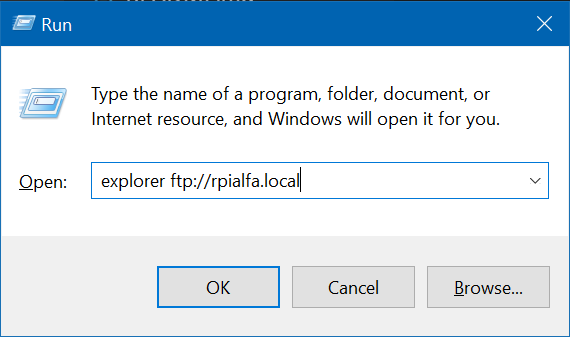 Run
Type the name of a program, folder, document, or
Internet resource, and Windows will open it for you.
Open: explorer ftp://rpialfa.local
OK Cancel Browse...